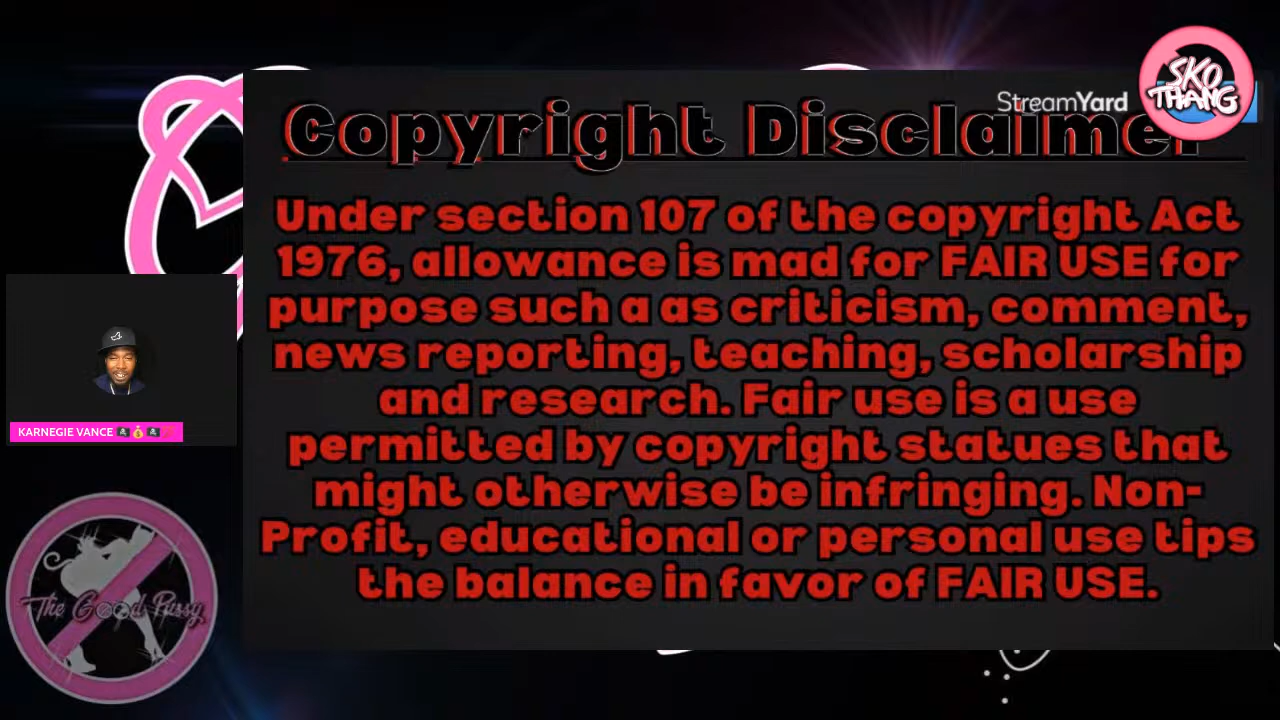 StreamYard
SKO
THANG
Copyright Disclaimer
Under section 107 of the copyright Act
1976, allowance is mad for FAIR USE for
purpose such a as criticism, comment,
news reporting, teaching, scholarship
and research. Fair use is a use
permitted by copyright statues that
might otherwise be infringing. Non-
Profit, educational or personal use tips
the balance in favor of FAIR USE.
KARNEGIE VANCE
The Good Pussy